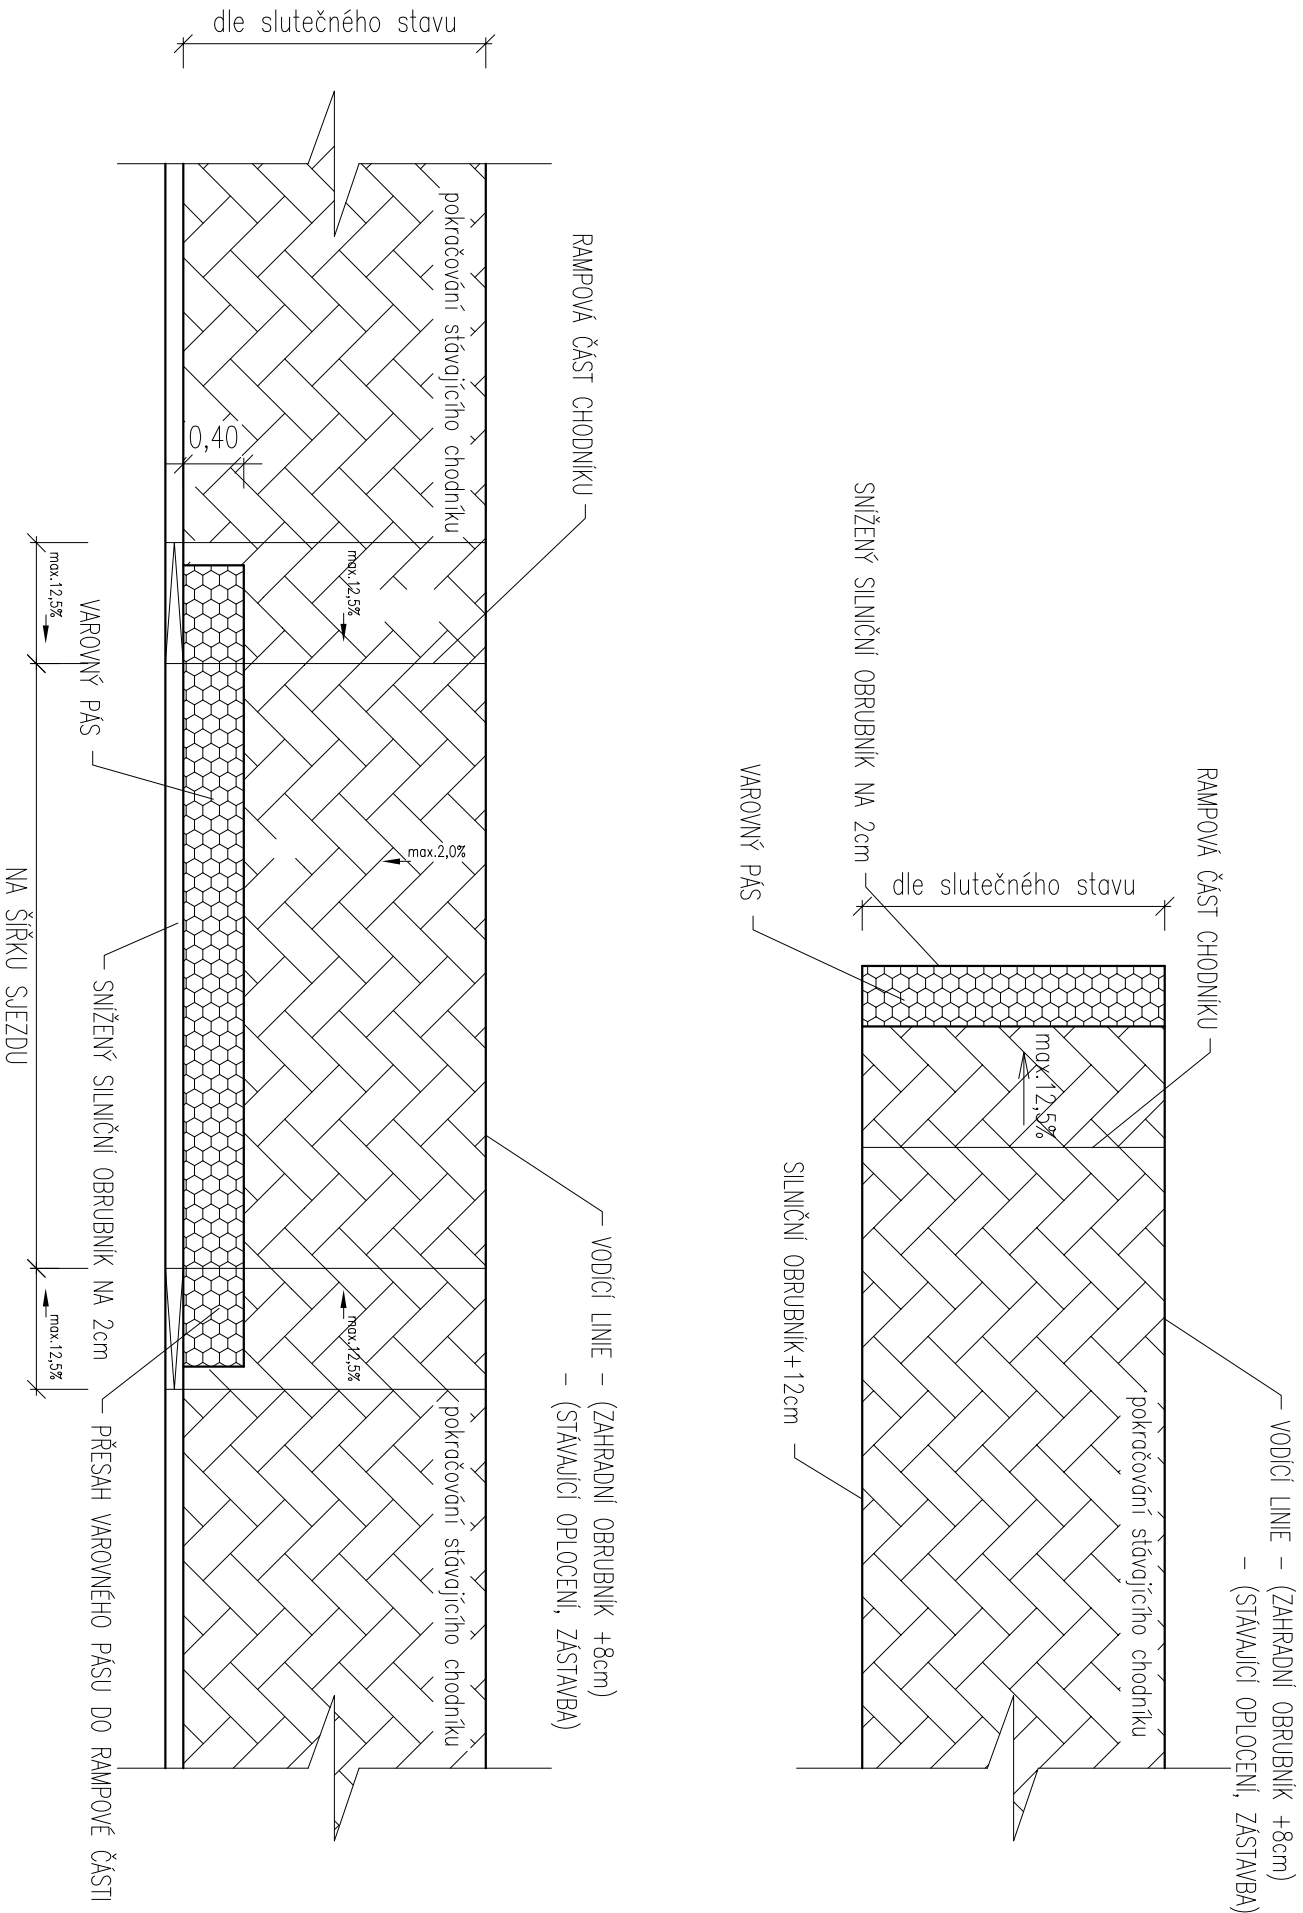 dle slutečného stavu
pokračování stávajícího chodníku
RAMPOVÁ ČÁST CHODNÍKU
0,40
max.12,5%
max.12,5%
VAROVNÝ PÁS
max.2,0%
NA ŠÍŘKU SJEZDU
SNÍŽENÝ SILNIČNÍ OBRUBNÍK NA 2cm
VODÍCÍ LINIE – (ZAHRADNÍ OBRUBNÍK +8cm)
– (STÁVAJÍCÍ OPLOCENÍ, ZÁSTAVBA)
max.12,5%
max.12,5%
PŘESAH VAROVNÉHO PÁSU DO RAMPOVÉ ČÁSTI
pokračování stávajícího chodníku
SNÍŽENÝ SILNIČNÍ OBRUBNÍK NA 2cm
VAROVNÝ PÁS
dle slutečného stavu
RAMPOVÁ ČÁST CHODNÍKU
max.12,5%
SILNIČNÍ OBRUBNÍK+12cm
VODÍCÍ LINIE – (ZAHRADNÍ OBRUBNÍK +8cm)
– (STÁVAJÍCÍ OPLOCENÍ, ZÁSTAVBA)
pokračování stávajícího chodníku